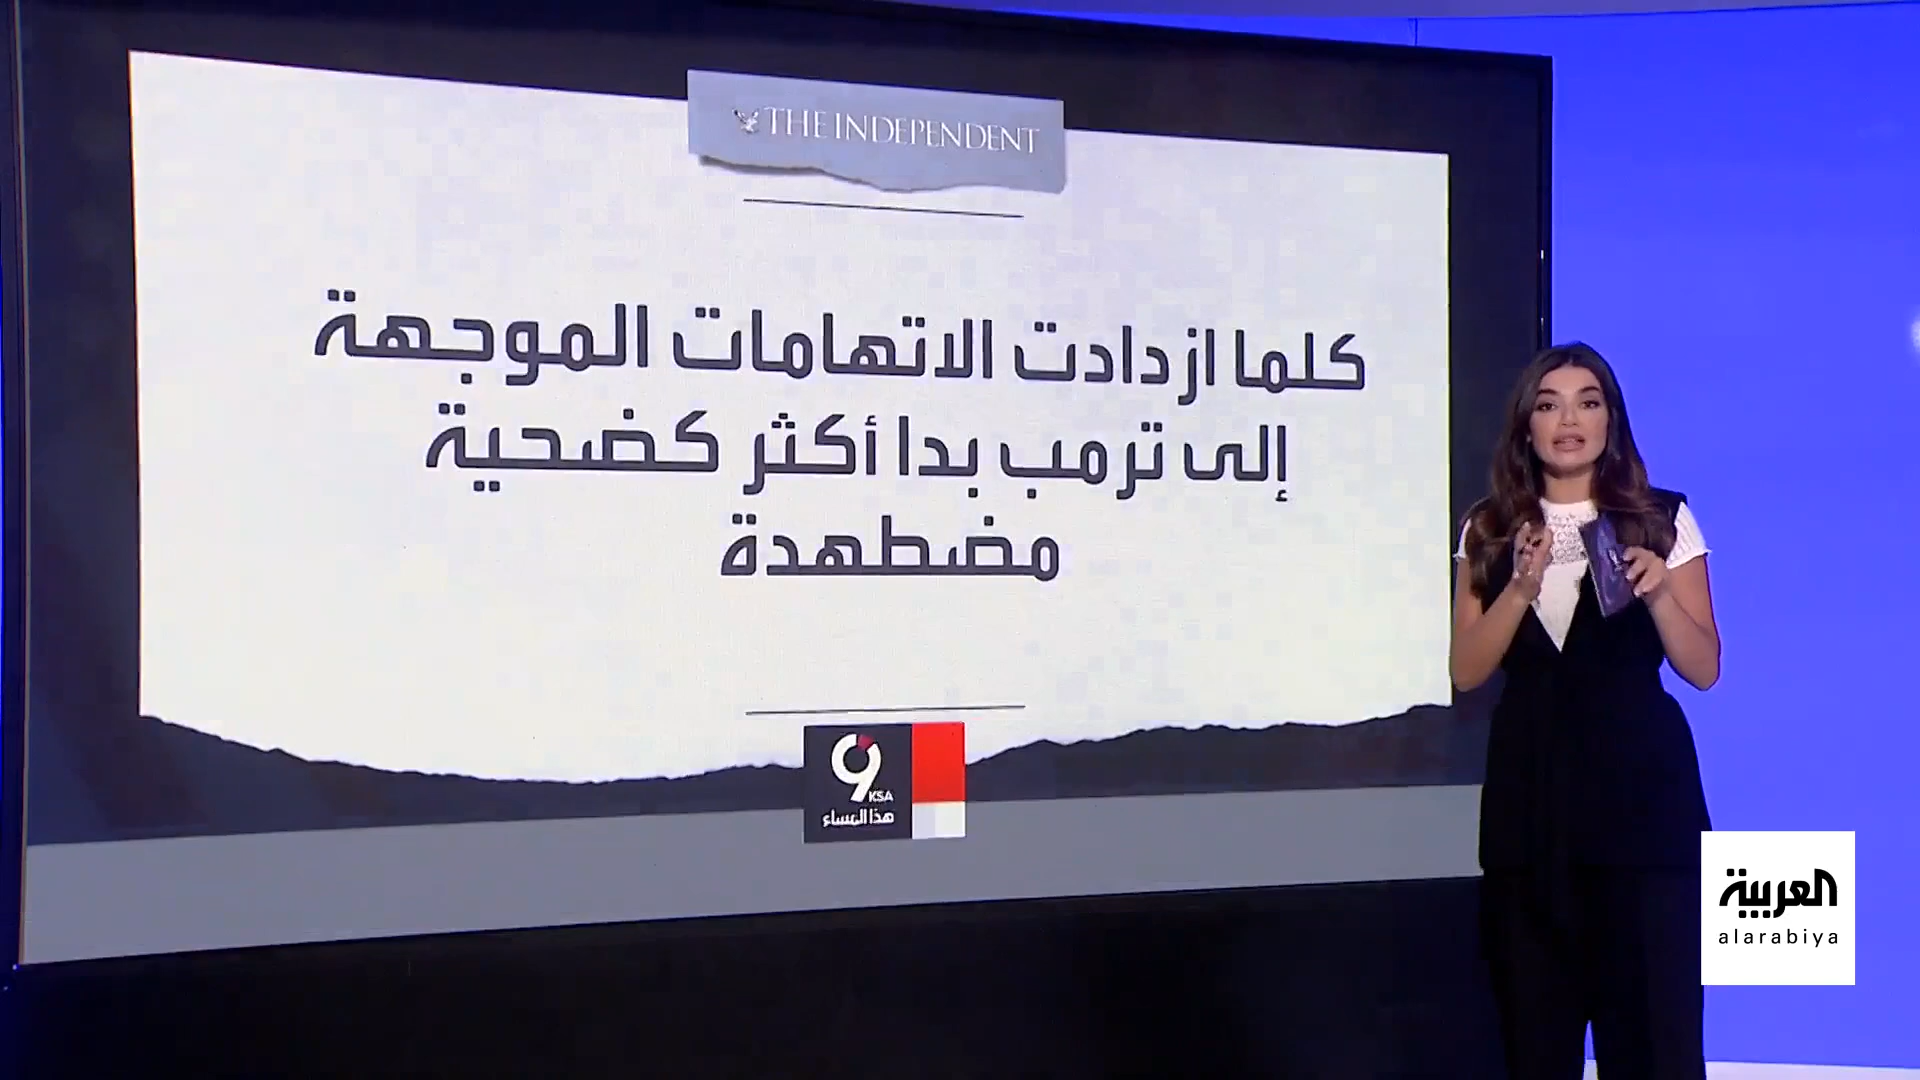 THE INDEPENDENT
كلما ازدادت الاتهامات الموجهة
إلى ترمب بدا أكثر كضحية
مضطهدة
9
KSA
هذا المساء
العربية
alarabiya